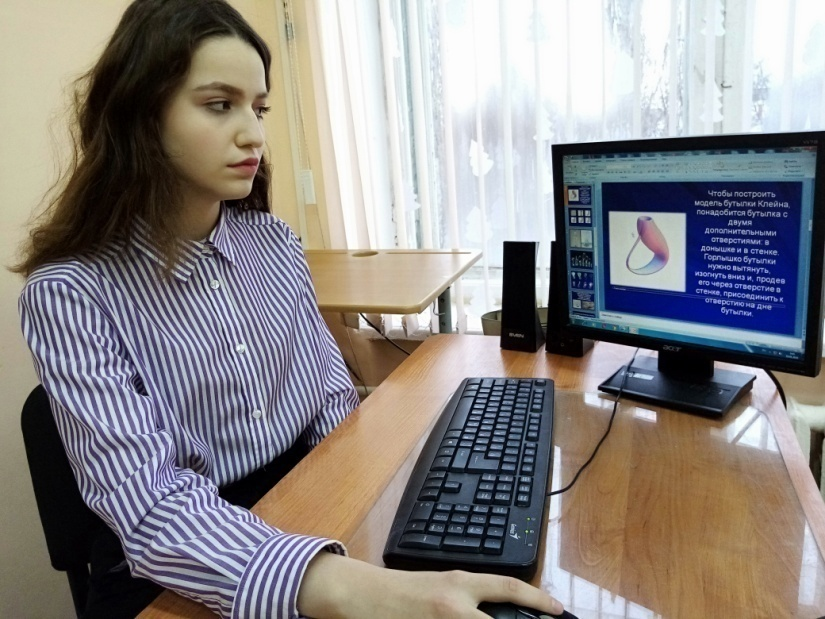 Чтобы построить
модель бутылки Клейна,
понадобится бутылка с
двумя
дополнительными
отверстиями: в
донышке и в стенке.
Горлышко бутылки
нужно вытянуть,
изогнуть вниз и, продев
его через отверстие в
стенке, присоединить к
отверстию на дне
бутылки.
SVEN
acer